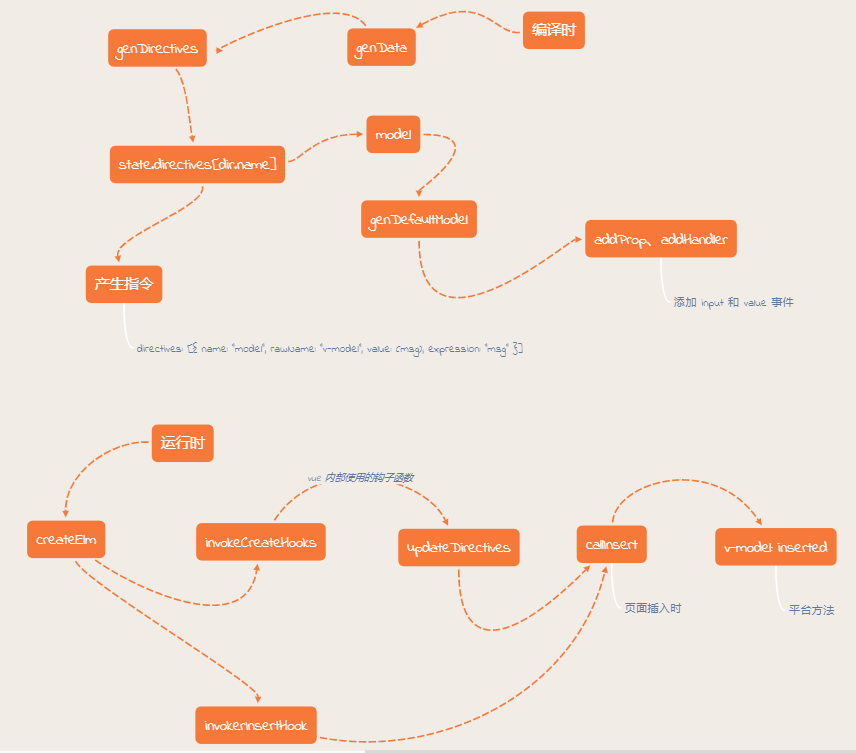 编译时
genData
genDirectives
state.directives[dir.name]
model
genDefaultModel
addProp、addHandler
添加 input 和 value 事件
产生指令
directives: [{ name: "model", rawName: "v-model", value: (msg), expression: "msg" }]
运行时
createElm
invokeCreateHooks
vue 内部使用的钩子函数
updateDirectives
callInsert
页面插入时
v-model: inserted
平台方法
invokerInsertHook